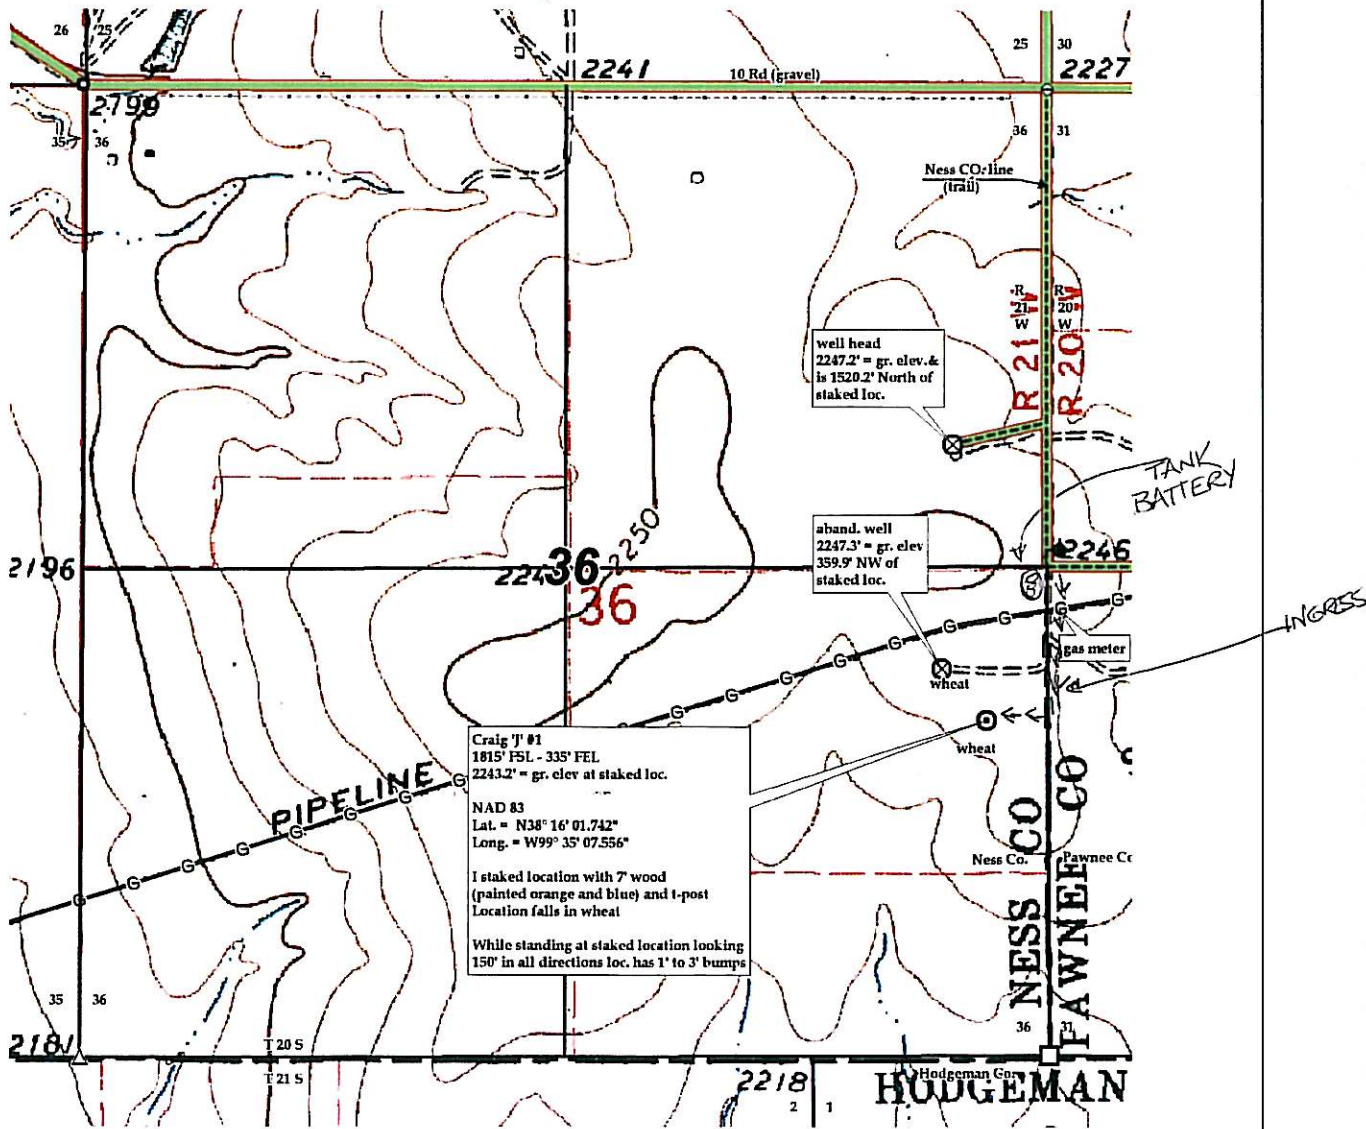 26 25
25 30
2241
10 Rd (gravel)
2227
2799
35 36
36 31
Ness CO. line
(trail)
R R
21 20
W W
R 21 W
R 20 W
well head
2247.2' = gr. elev.&
is 1520.2' North of
staked loc.
TANK
BATTERY
2250
aband. well
2247.3' = gr. elev
359.9' NW of
staked loc.
2246
2196
224
36
36
G G G G G G G G G
INGRESS
gas meter
wheat
wheat
Craig 'J' #1
1815' FSL - 335' FEL
2243.2' = gr. elev at staked loc.
NAD 83
Lat. = N38° 16' 01.742"
Long. = W99° 35' 07.556"
I staked location with 7' wood
(painted orange and blue) and t-post
Location falls in wheat
While standing at staked location looking
150' in all directions loc. has 1' to 3' bumps
PIPELINE
G G G G G G G G
NESS CO
PAWNEE CO
Ness Co. Pawnee Co
35 36
36 31
2181
T 20 S
T 21 S
2218
Hodgeman Co.
HODGEMAN
2 1